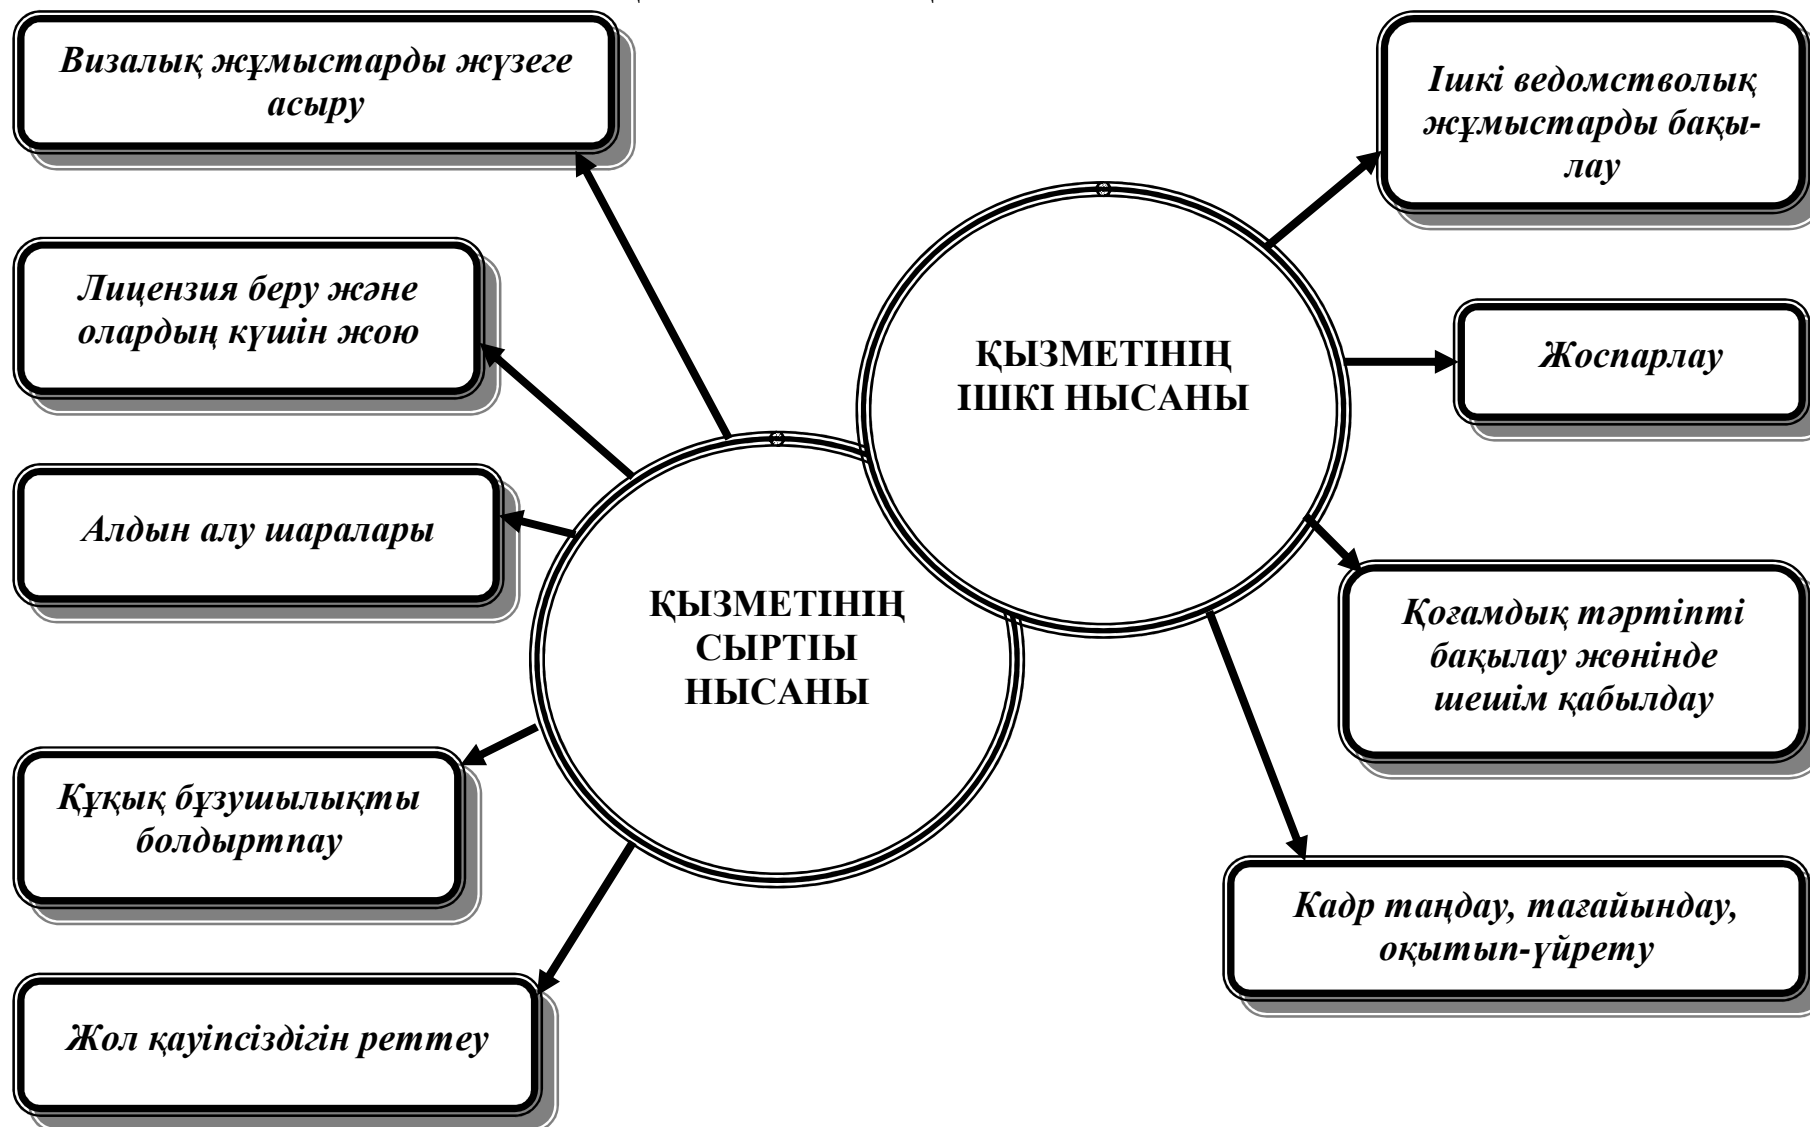 Визалық жұмыстарды жүзеге
асыру
Лицензия беру және
олардың күшін жою
Алдын алу шаралары
Құқық бұзушылықты
болдыртпау
Жол қауіпсіздігін реттеу
ҚЫЗМЕТІНІҢ
СЫРТІЫ
НЫСАНЫ
ҚЫЗМЕТІНІҢ
ІШКІ НЫСАНЫ
Ішкі ведомстволық
жұмыстарды бақы-
лау
Жоспарлау
Қоғамдық тәртіпті
бақылау жөнінде
шешім қабылдау
Кадр таңдау, тағайындау,
оқытып-үйрету